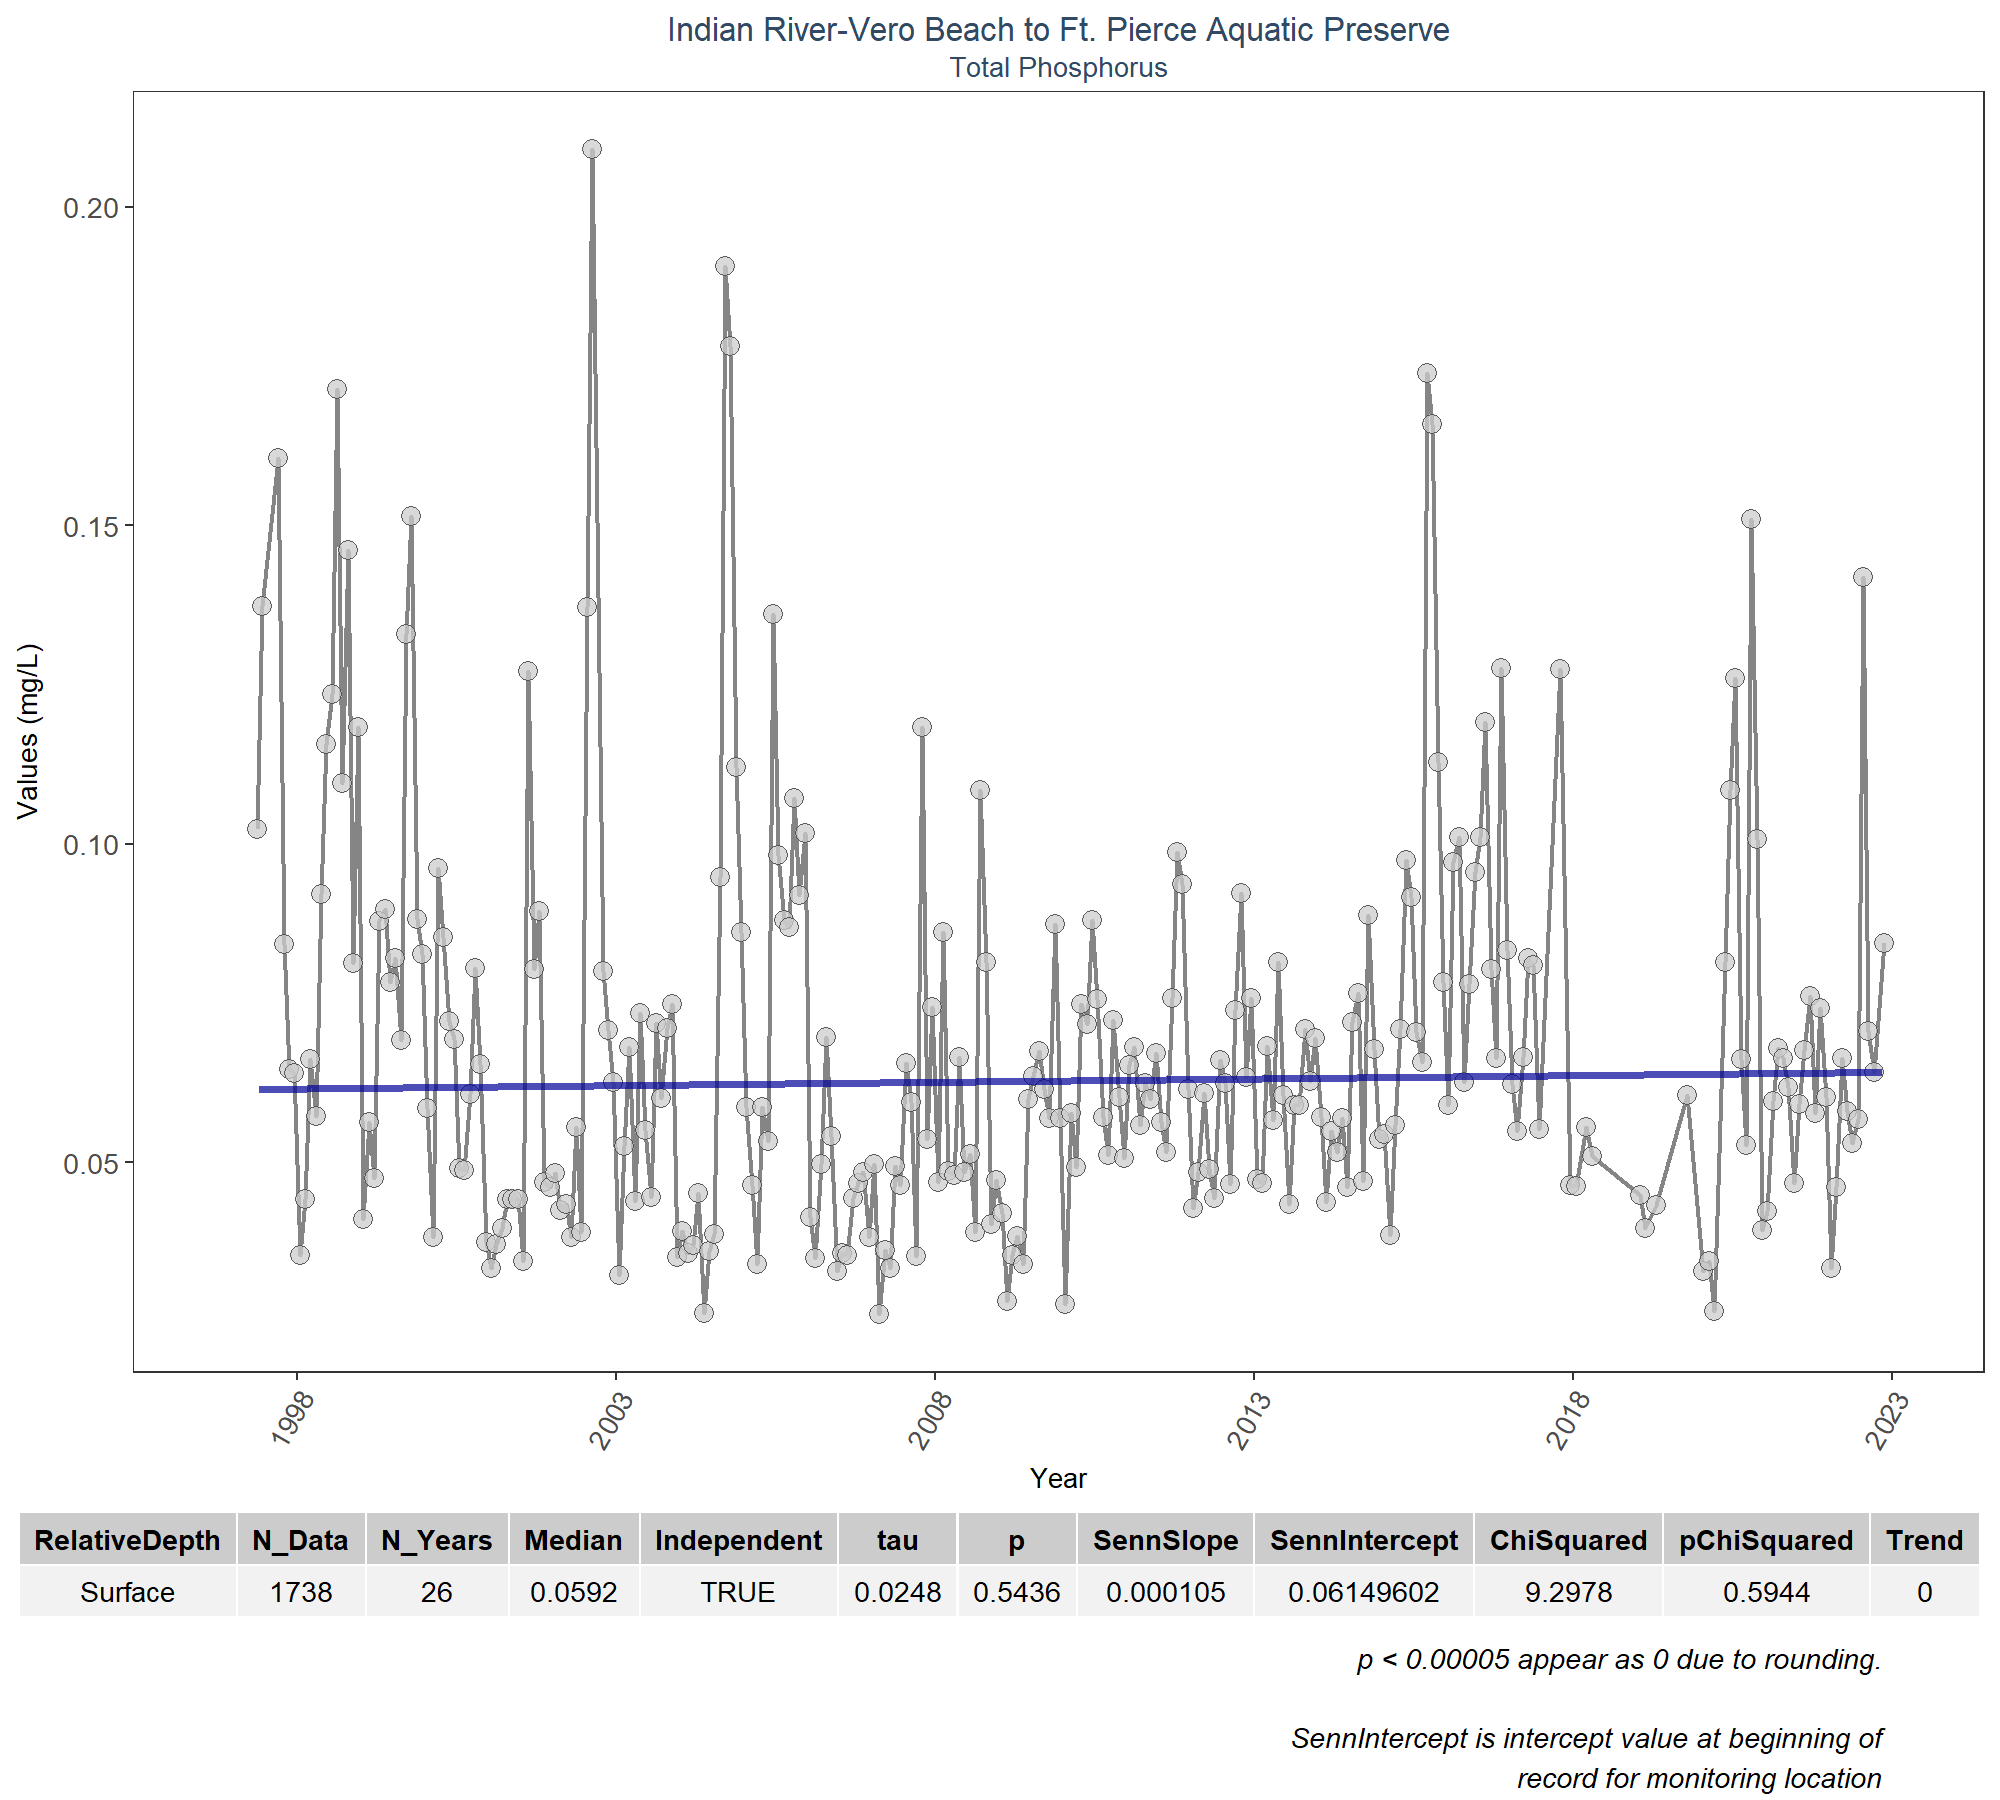 Indian River-Vero Beach to Ft. Pierce Aquatic Preserve
Total Phosphorus
Values (mg/L)
0.20
0.15
0.10
0.05
1998 2003 2008 2013 2018 2023
Year
RelativeDepth N_Data N_Years Median Independent tau p SennSlope SennIntercept ChiSquared pChiSquared Trend
Surface 1738 26 0.0592 TRUE 0.0248 0.5436 0.000105 0.06149602 9.2978 0.5944 0
p < 0.00005 appear as 0 due to rounding.
SennIntercept is intercept value at beginning of
record for monitoring location